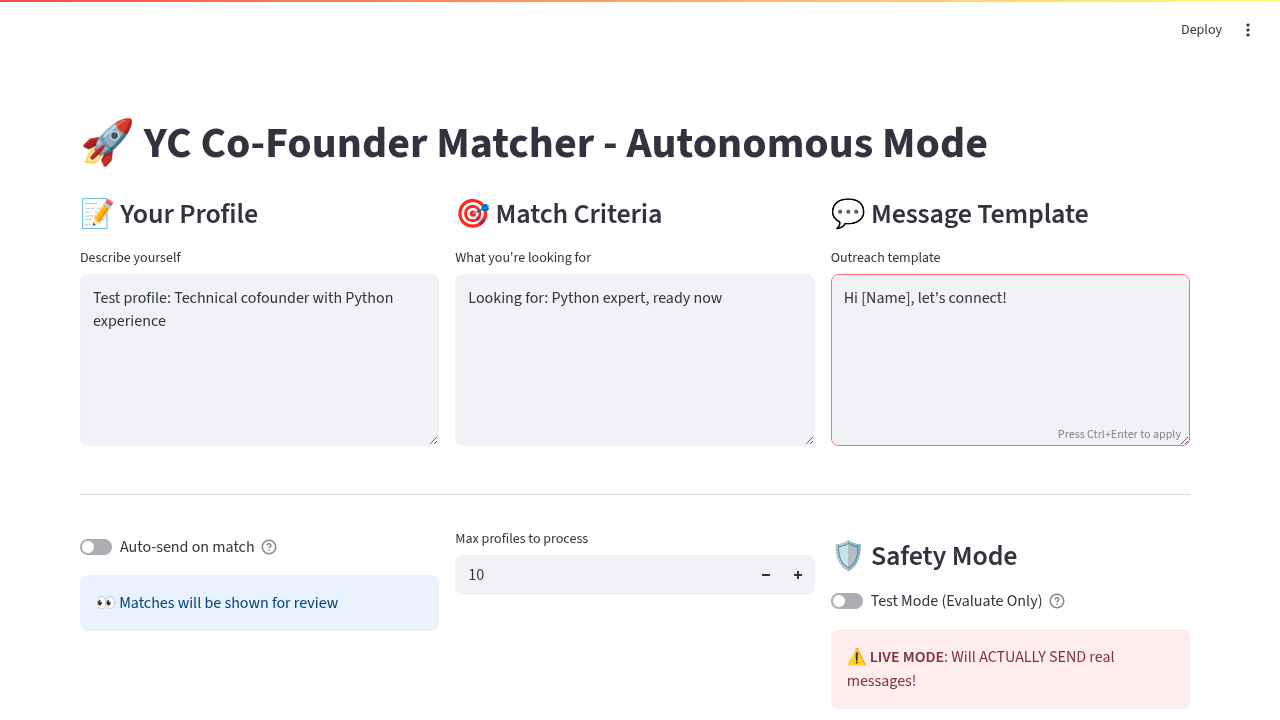 Deploy
🚀 YC Co-Founder Matcher - Autonomous Mode
📝 Your Profile
Describe yourself
Test profile: Technical cofounder with Python
experience
🎯 Match Criteria
What you're looking for
Looking for: Python expert, ready now
💬 Message Template
Outreach template
Hi [Name], let's connect!
Press Ctrl+Enter to apply
Auto-send on match
👀 Matches will be shown for review
Max profiles to process
10
🛡️ Safety Mode
Test Mode (Evaluate Only)
⚠️ LIVE MODE: Will ACTUALLY SEND real
messages!